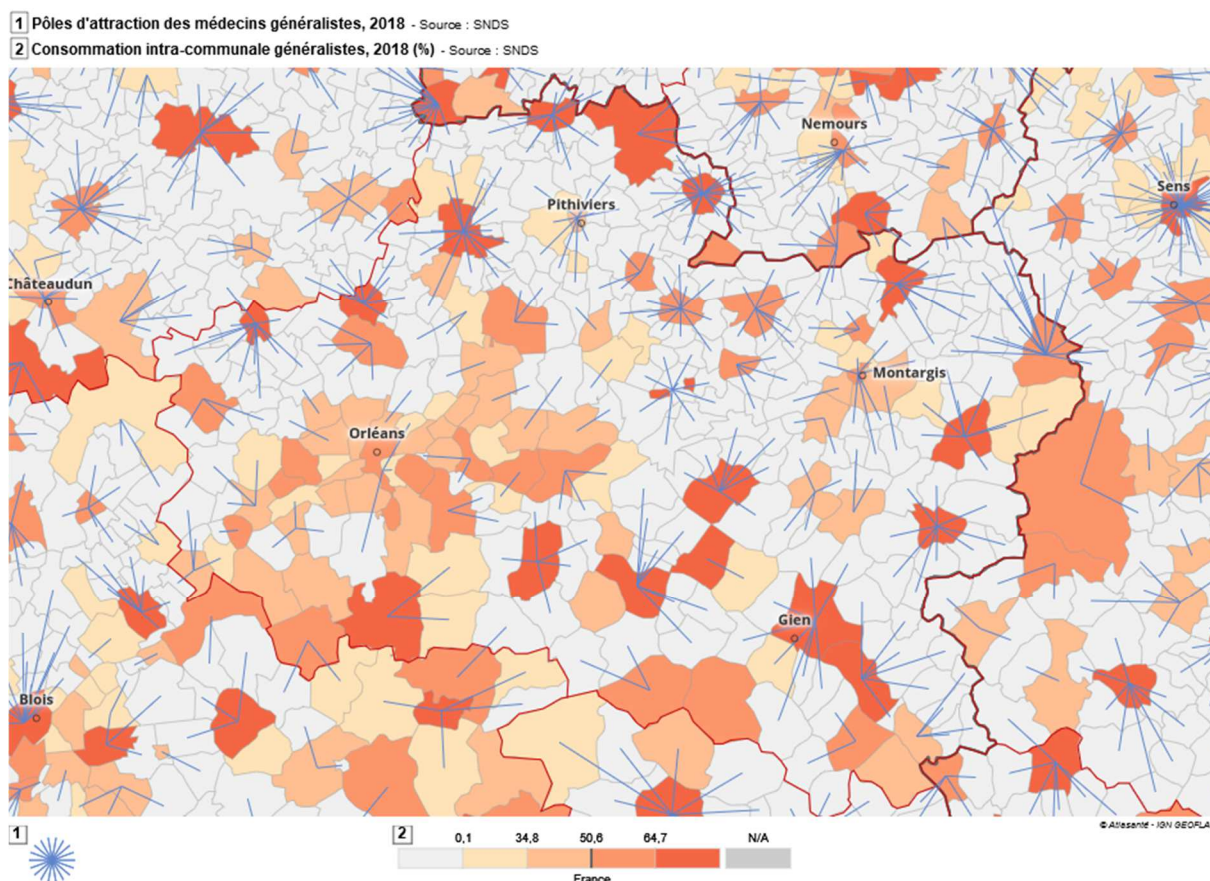 1 Pôles d'attraction des médecins généralistes, 2018 - Source : SNDS
2 Consommation intra-communale généralistes, 2018 (%) - Source : SNDS
Nemours
Sens
Pithiviers
Châteaudun
Montargis
Orléans
Gien
Blois
© Atlasanté - IGN GEOFLA
1
2
0,1 34,8 50,6 64,7 N/A
France